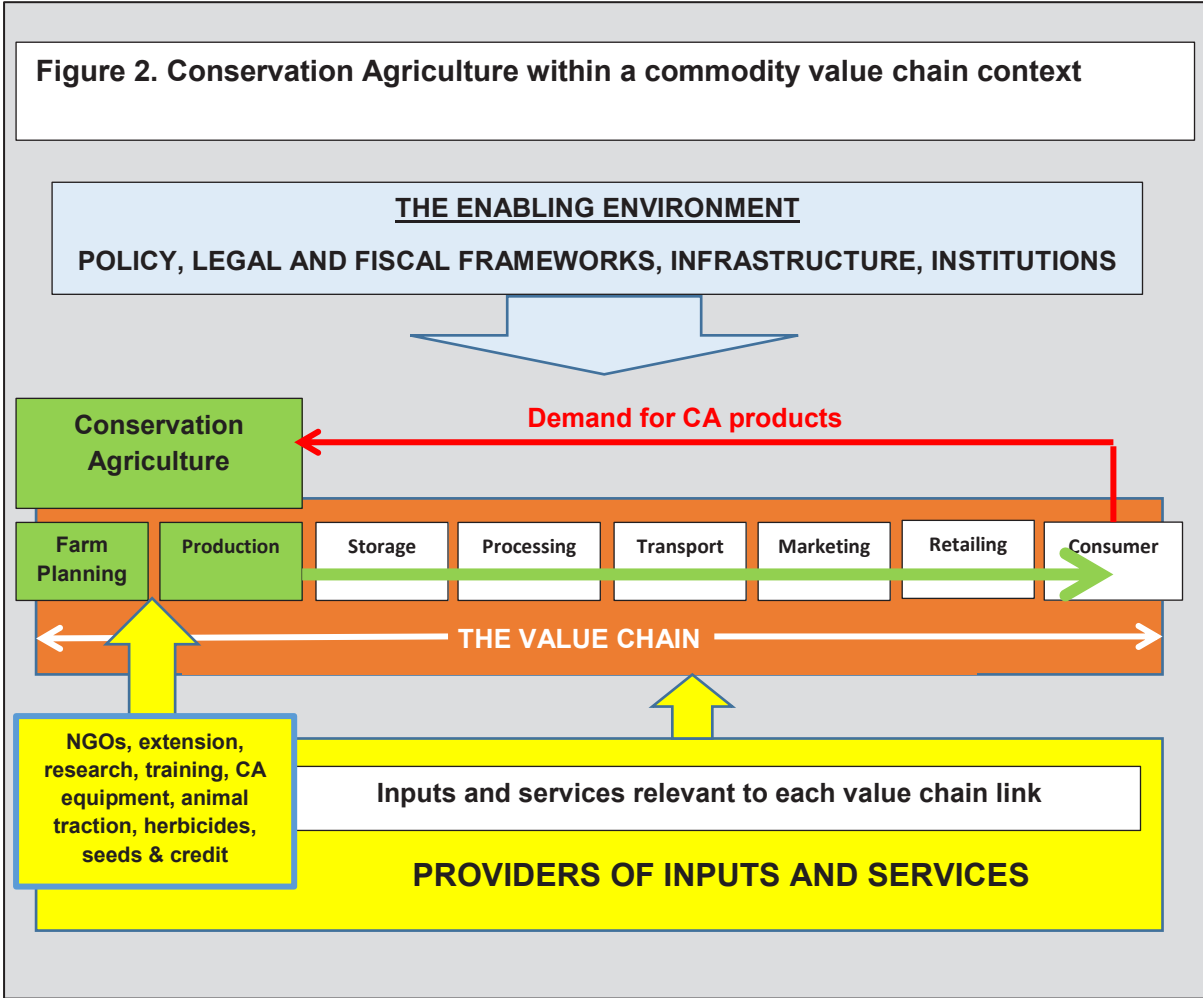 Figure 2. Conservation Agriculture within a commodity value chain context
THE ENABLING ENVIRONMENT
POLICY, LEGAL AND FISCAL FRAMEWORKS, INFRASTRUCTURE, INSTITUTIONS
Conservation
Agriculture
Demand for CA products
Farm
Planning
Production
Storage
Processing
Transport
Marketing
Retailing
Consumer
THE VALUE CHAIN
NGOs, extension,
research, training, CA
equipment, animal
traction, herbicides,
seeds & credit
Inputs and services relevant to each value chain link
PROVIDERS OF INPUTS AND SERVICES